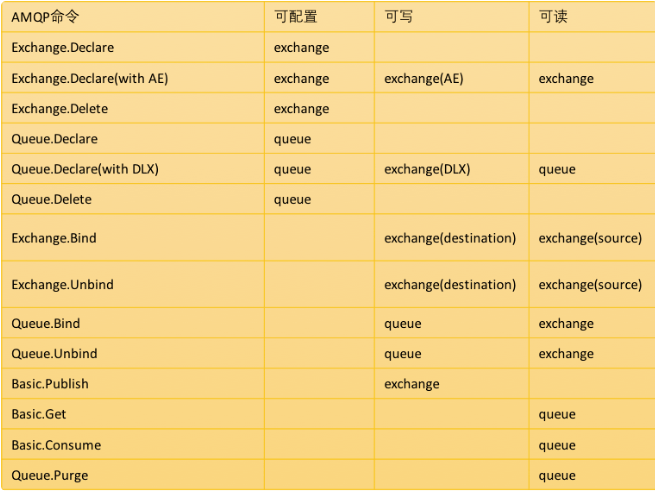 AMQP命令 可配置 可写 可读
Exchange.Declare exchange
Exchange.Declare(with AE) exchange exchange(AE) exchange
Exchange.Delete exchange
Queue.Declare queue
Queue.Declare(with DLX) queue exchange(DLX) queue
Queue.Delete queue
Exchange.Bind exchange(destination) exchange(source)
Exchange.Unbind exchange(destination) exchange(source)
Queue.Bind queue exchange
Queue.Unbind queue exchange
Basic.Publish exchange
Basic.Get queue
Basic.Consume queue
Queue.Purge queue